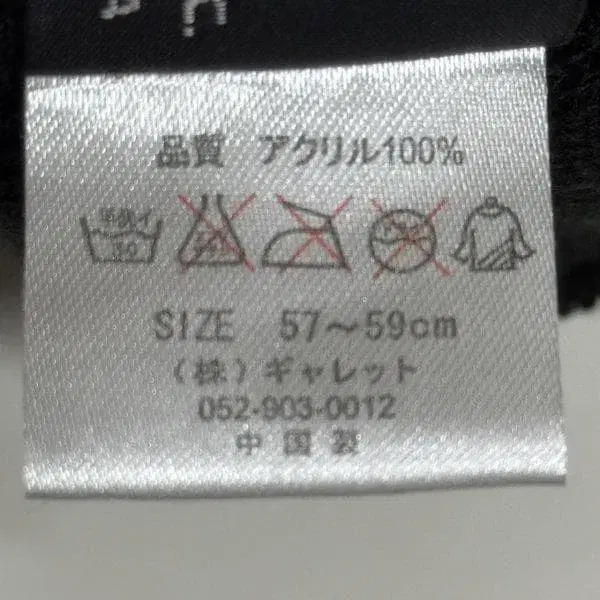 品質 アクリル100%
手洗イ
30
SIZE 57～59cm
（株）ギャレット
052-903-0012
中国製